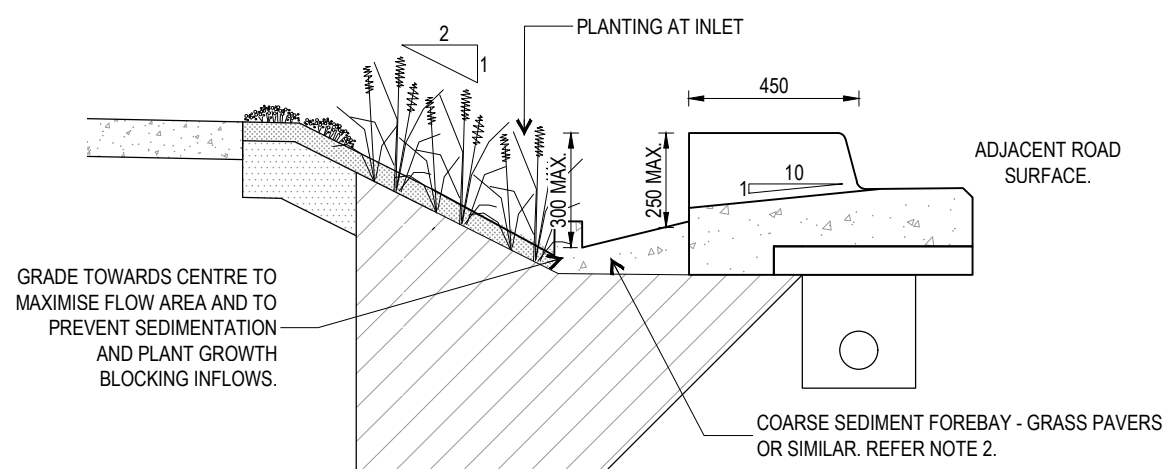 2
1
PLANTING AT INLET
450
ADJACENT ROAD
SURFACE.
300 MAX.
250 MAX.
10
1
GRADE TOWARDS CENTRE TO
MAXIMISE FLOW AREA AND TO
PREVENT SEDIMENTATION
AND PLANT GROWTH
BLOCKING INFLOWS.
COARSE SEDIMENT FOREBAY - GRASS PAVERS
OR SIMILAR. REFER NOTE 2.